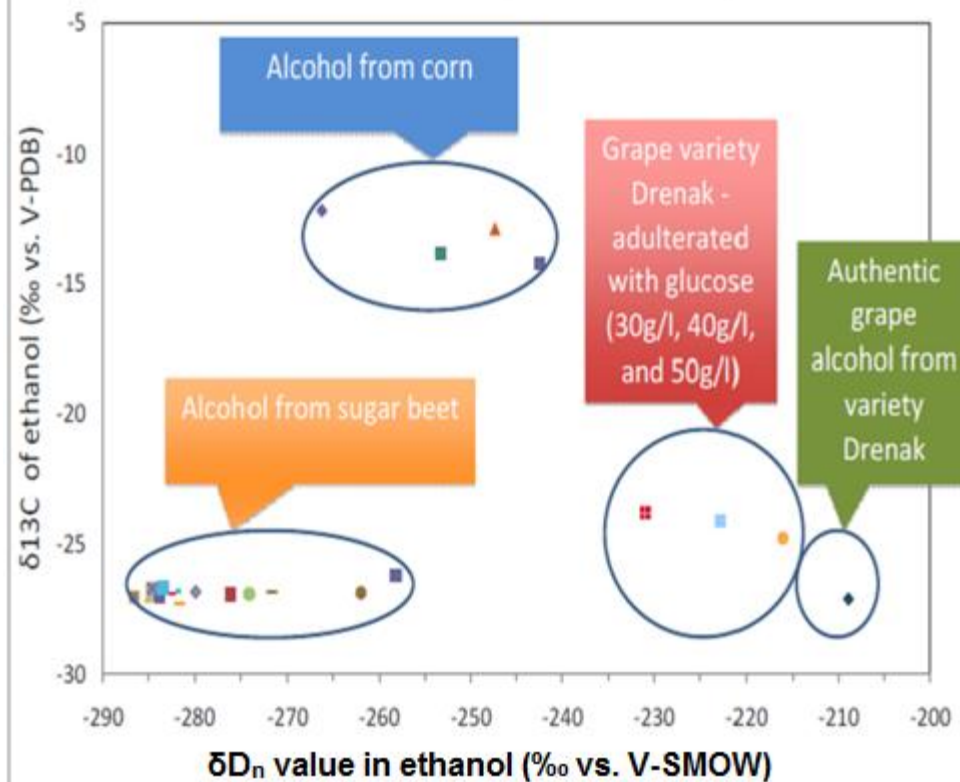 δ13C of ethanol (‰ vs. V-PDB)
-5
-10
-15
-20
-25
-30
Alcohol from corn
Grape variety
Drenak -
adulterated
with glucose
(30g/l, 40g/l,
and 50g/l)
Authentic
grape
alcohol from
variety
Drenak
Alcohol from sugar beet
-290
-280
-270
-260
-250
-240
-230
-220
-210
-200
δDn value in ethanol (‰ vs. V-SMOW)